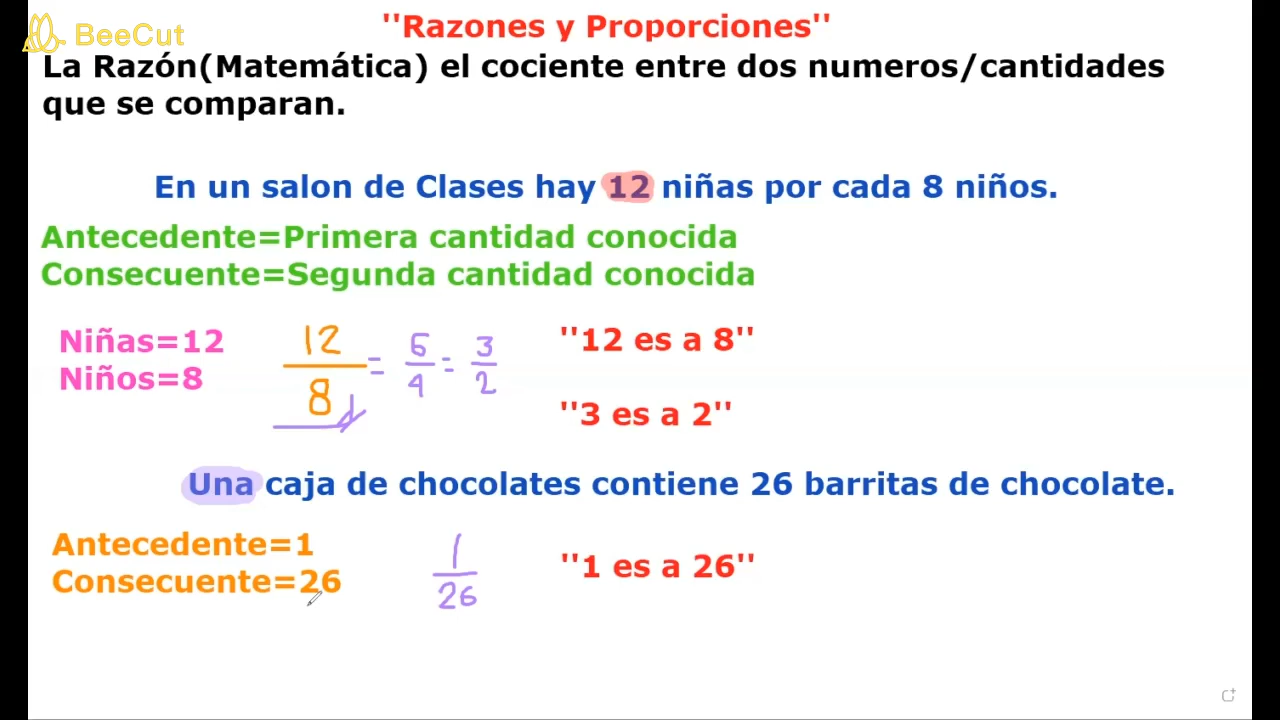 BeeCut
''Razones y Proporciones''
La Razón(Matemática) el cociente entre dos numeros/cantidades
que se comparan.
En un salon de Clases hay 12 niñas por cada 8 niños.
Antecedente=Primera cantidad conocida
Consecuente=Segunda cantidad conocida
Niñas=12
Niños=8
12/8 = 6/4 = 3/2
''12 es a 8''
''3 es a 2''
Una caja de chocolates contiene 26 barritas de chocolate.
Antecedente=1
Consecuente=26
1/26
''1 es a 26''